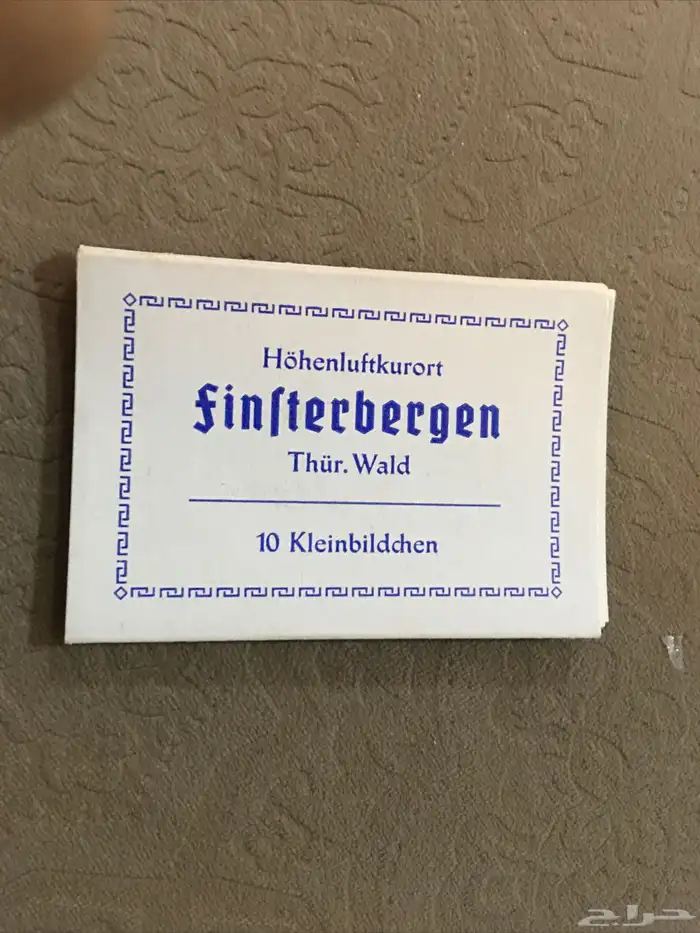 Höhenluftkurort
Finſterbergen
Thür. Wald
10 Kleinbildchen
حراج